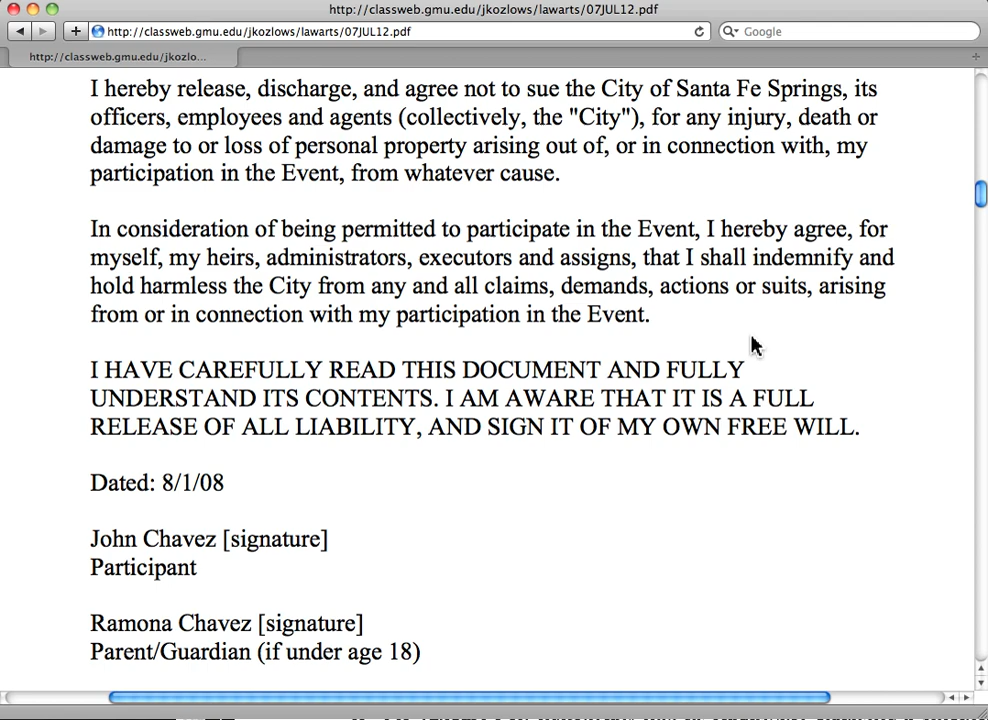 http://classweb.gmu.edu/jkozlows/lawarts/07JUL12.pdf
http://classweb.gmu.edu/jkozlows/lawarts/07JUL12.pdf
Google
http://classweb.gmu.edu/jkozlo...
I hereby release, discharge, and agree not to sue the City of Santa Fe Springs, its
officers, employees and agents (collectively, the "City"), for any injury, death or
damage to or loss of personal property arising out of, or in connection with, my
participation in the Event, from whatever cause.
In consideration of being permitted to participate in the Event, I hereby agree, for
myself, my heirs, administrators, executors and assigns, that I shall indemnify and
hold harmless the City from any and all claims, demands, actions or suits, arising
from or in connection with my participation in the Event.
I HAVE CAREFULLY READ THIS DOCUMENT AND FULLY
UNDERSTAND ITS CONTENTS. I AM AWARE THAT IT IS A FULL
RELEASE OF ALL LIABILITY, AND SIGN IT OF MY OWN FREE WILL.
Dated: 8/1/08
John Chavez [signature]
Participant
Ramona Chavez [signature]
Parent/Guardian (if under age 18)